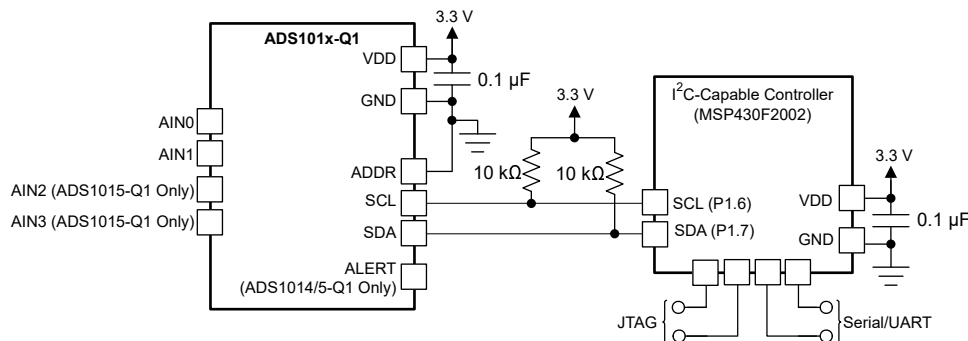 ADS101x-Q1
3.3 V
VDD
0.1 µF
GND
ADDR
SCL
SDA
ALERT
(ADS1014/5-Q1 Only)
AIN0
AIN1
AIN2 (ADS1015-Q1 Only)
AIN3 (ADS1015-Q1 Only)
3.3 V
10 kΩ
10 kΩ
I²C-Capable Controller
(MSP430F2002)
SCL (P1.6)
SDA (P1.7)
3.3 V
VDD
0.1 µF
GND
JTAG
Serial/UART